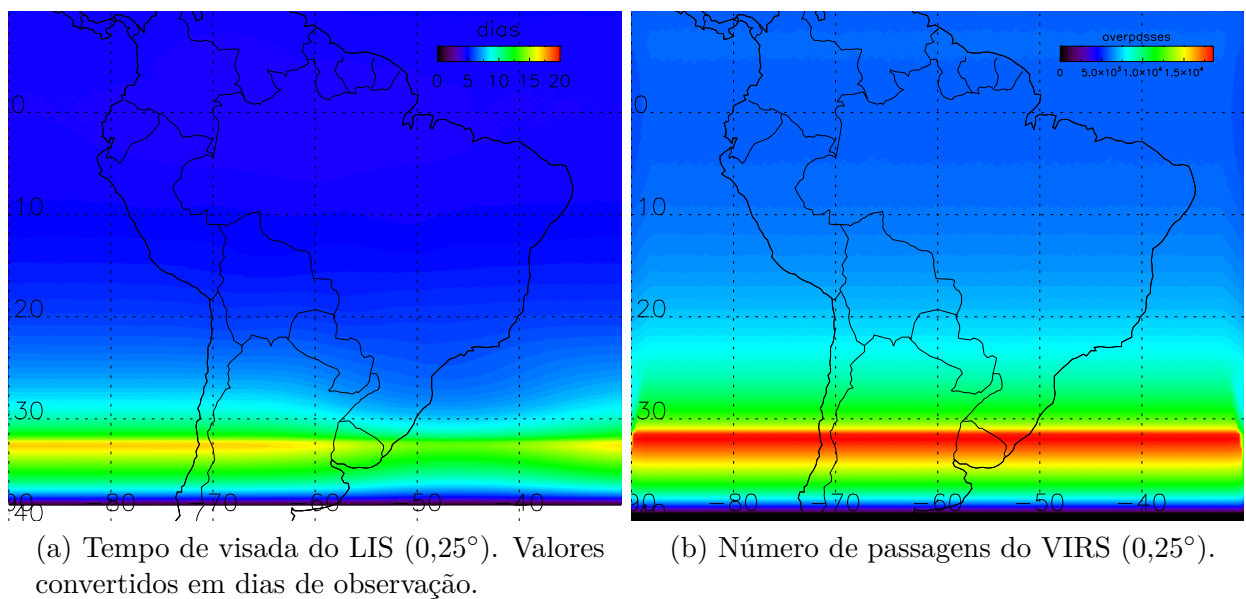 dias
0 5 10 15 20
0
10
20
30
90 -80 -70 -60 -50 -40
-40
(a) Tempo de visada do LIS (0,25°). Valores
convertidos em dias de observação.
overpasses
0 5.0×10³ 1.0×10⁴ 1.5×10⁴
0
10
20
30
-80 -70 -60 -50 -40
(b) Número de passagens do VIRS (0,25°).